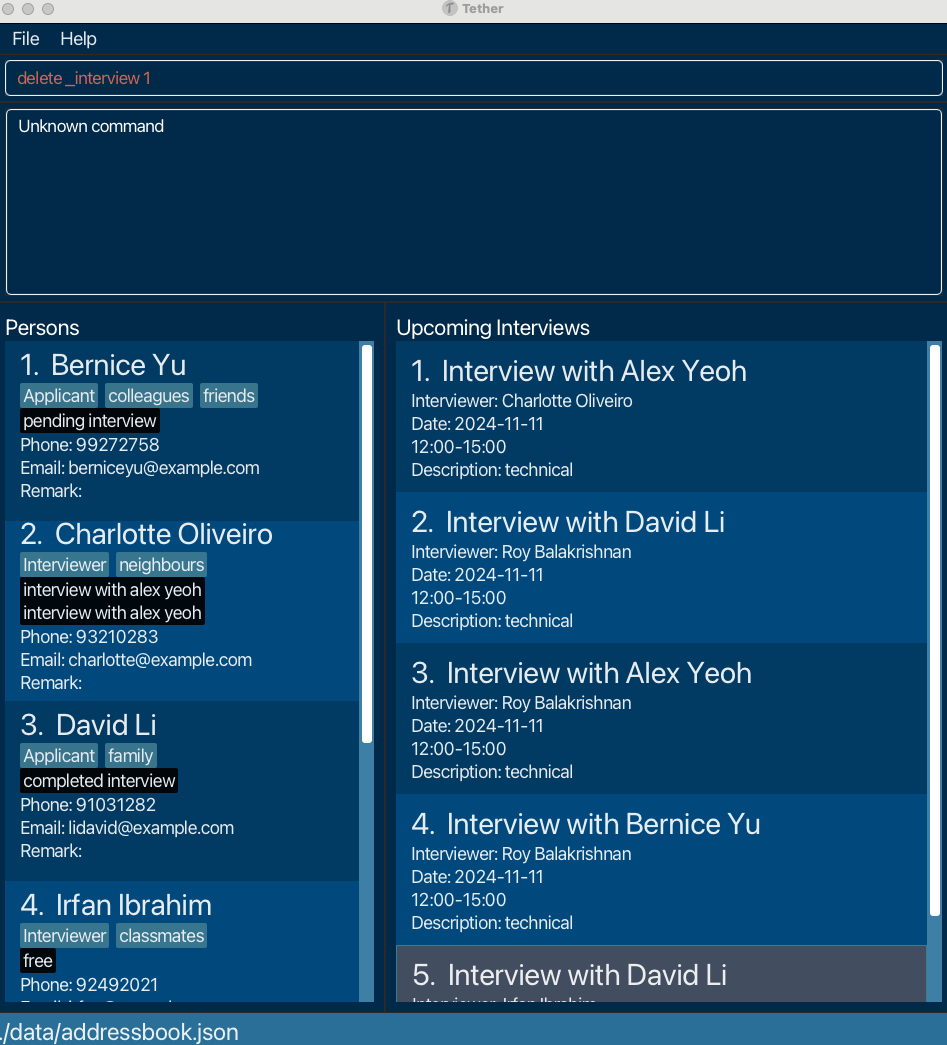 Tether
File Help
delete_interview 1
Unknown command
Persons
1. Bernice Yu
Applicant colleagues friends
pending interview
Phone: 99272758
Email: berniceyu@example.com
Remark:
2. Charlotte Oliveiro
Interviewer neighbours
interview with alex yeoh
interview with alex yeoh
Phone: 93210283
Email: charlotte@example.com
Remark:
3. David Li
Applicant family
completed interview
Phone: 91031282
Email: lidavid@example.com
Remark:
4. Irfan Ibrahim
Interviewer classmates
free
Phone: 92492021
Upcoming Interviews
1. Interview with Alex Yeoh
Interviewer: Charlotte Oliveiro
Date: 2024-11-11
12:00-15:00
Description: technical
2. Interview with David Li
Interviewer: Roy Balakrishnan
Date: 2024-11-11
12:00-15:00
Description: technical
3. Interview with Alex Yeoh
Interviewer: Roy Balakrishnan
Date: 2024-11-11
12:00-15:00
Description: technical
4. Interview with Bernice Yu
Interviewer: Roy Balakrishnan
Date: 2024-11-11
12:00-15:00
Description: technical
5. Interview with David Li
Interviewer: Irfan Ibrahim
./data/addressbook.json